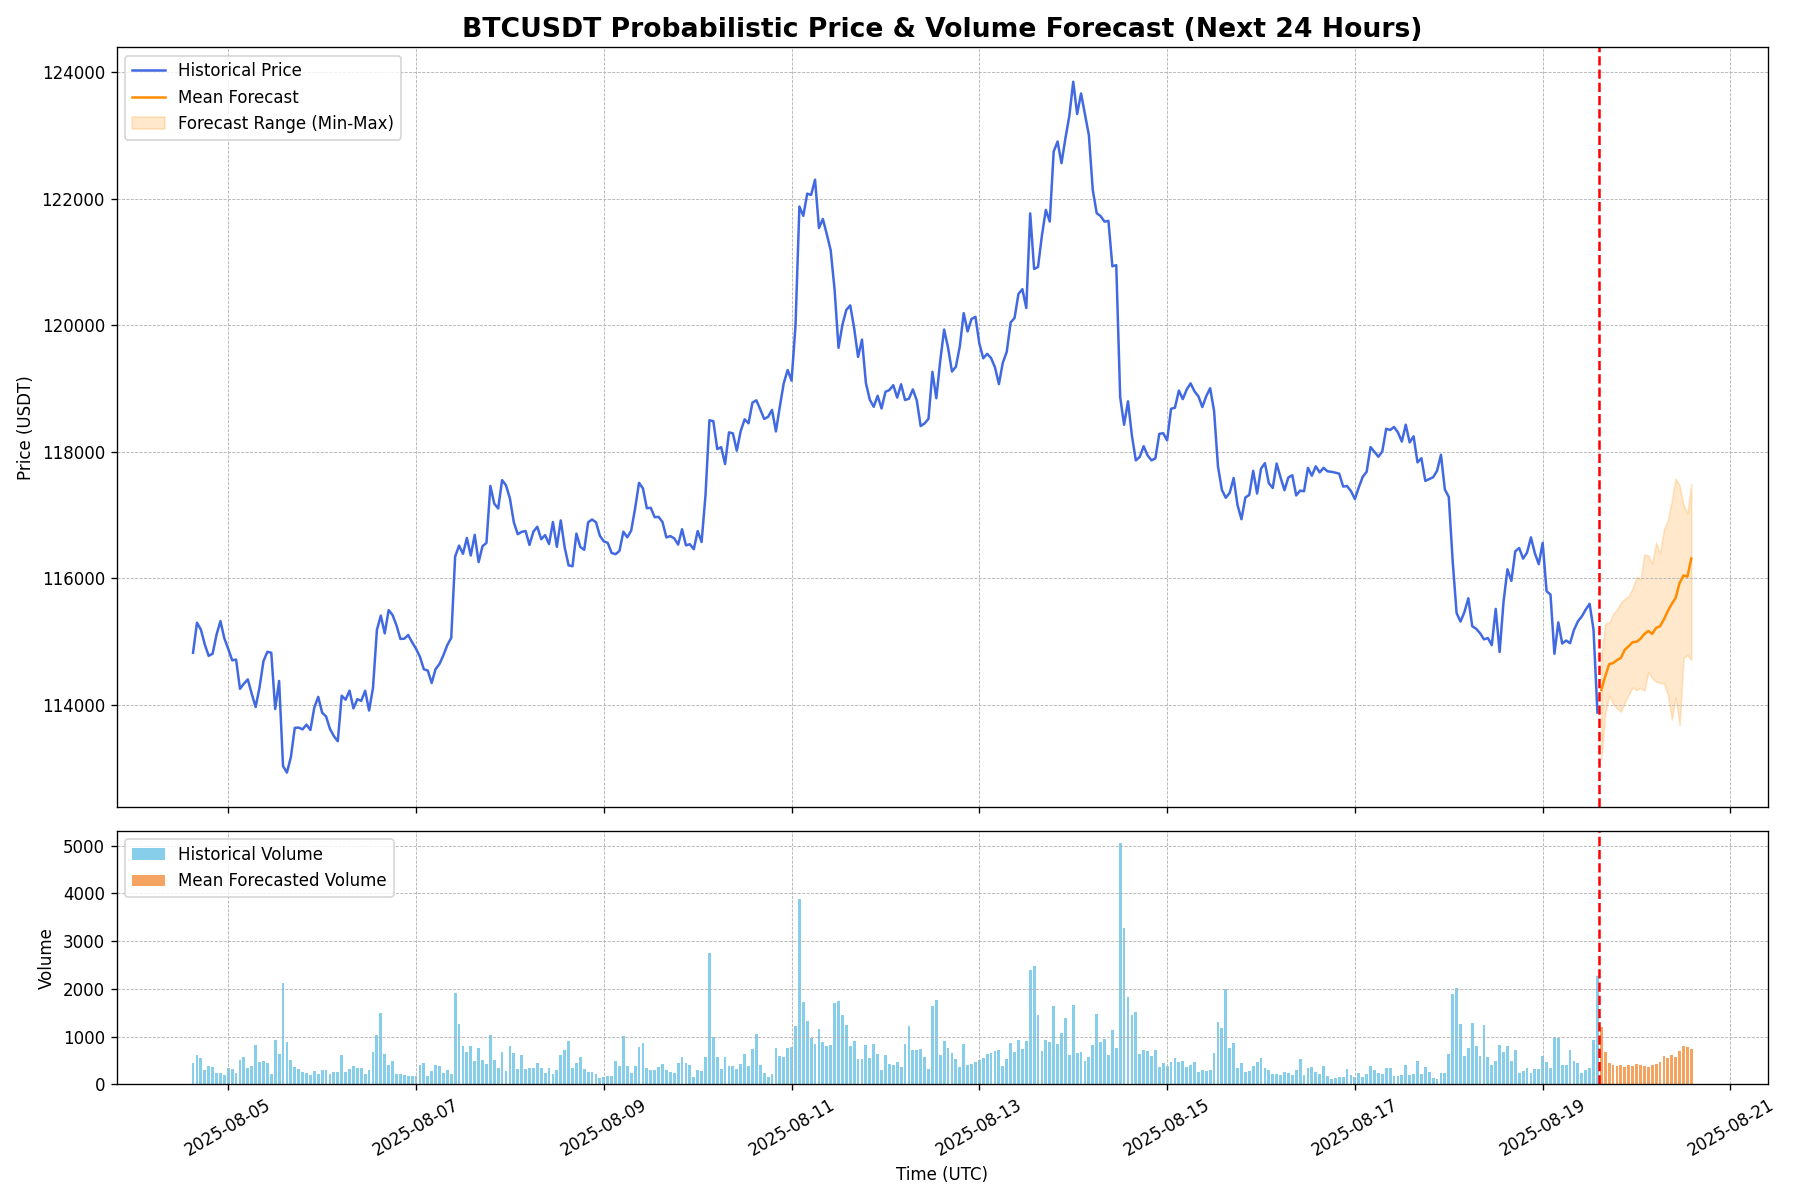 BTCUSDT Probabilistic Price & Volume Forecast (Next 24 Hours)
Historical Price
Mean Forecast
Forecast Range (Min-Max)
124000
122000
120000
118000
116000
114000
Price (USDT)
Historical Volume
Mean Forecasted Volume
5000
4000
3000
2000
1000
0
Volume
2025-08-05
2025-08-07
2025-08-09
2025-08-11
2025-08-13
2025-08-15
2025-08-17
2025-08-19
2025-08-21
Time (UTC)